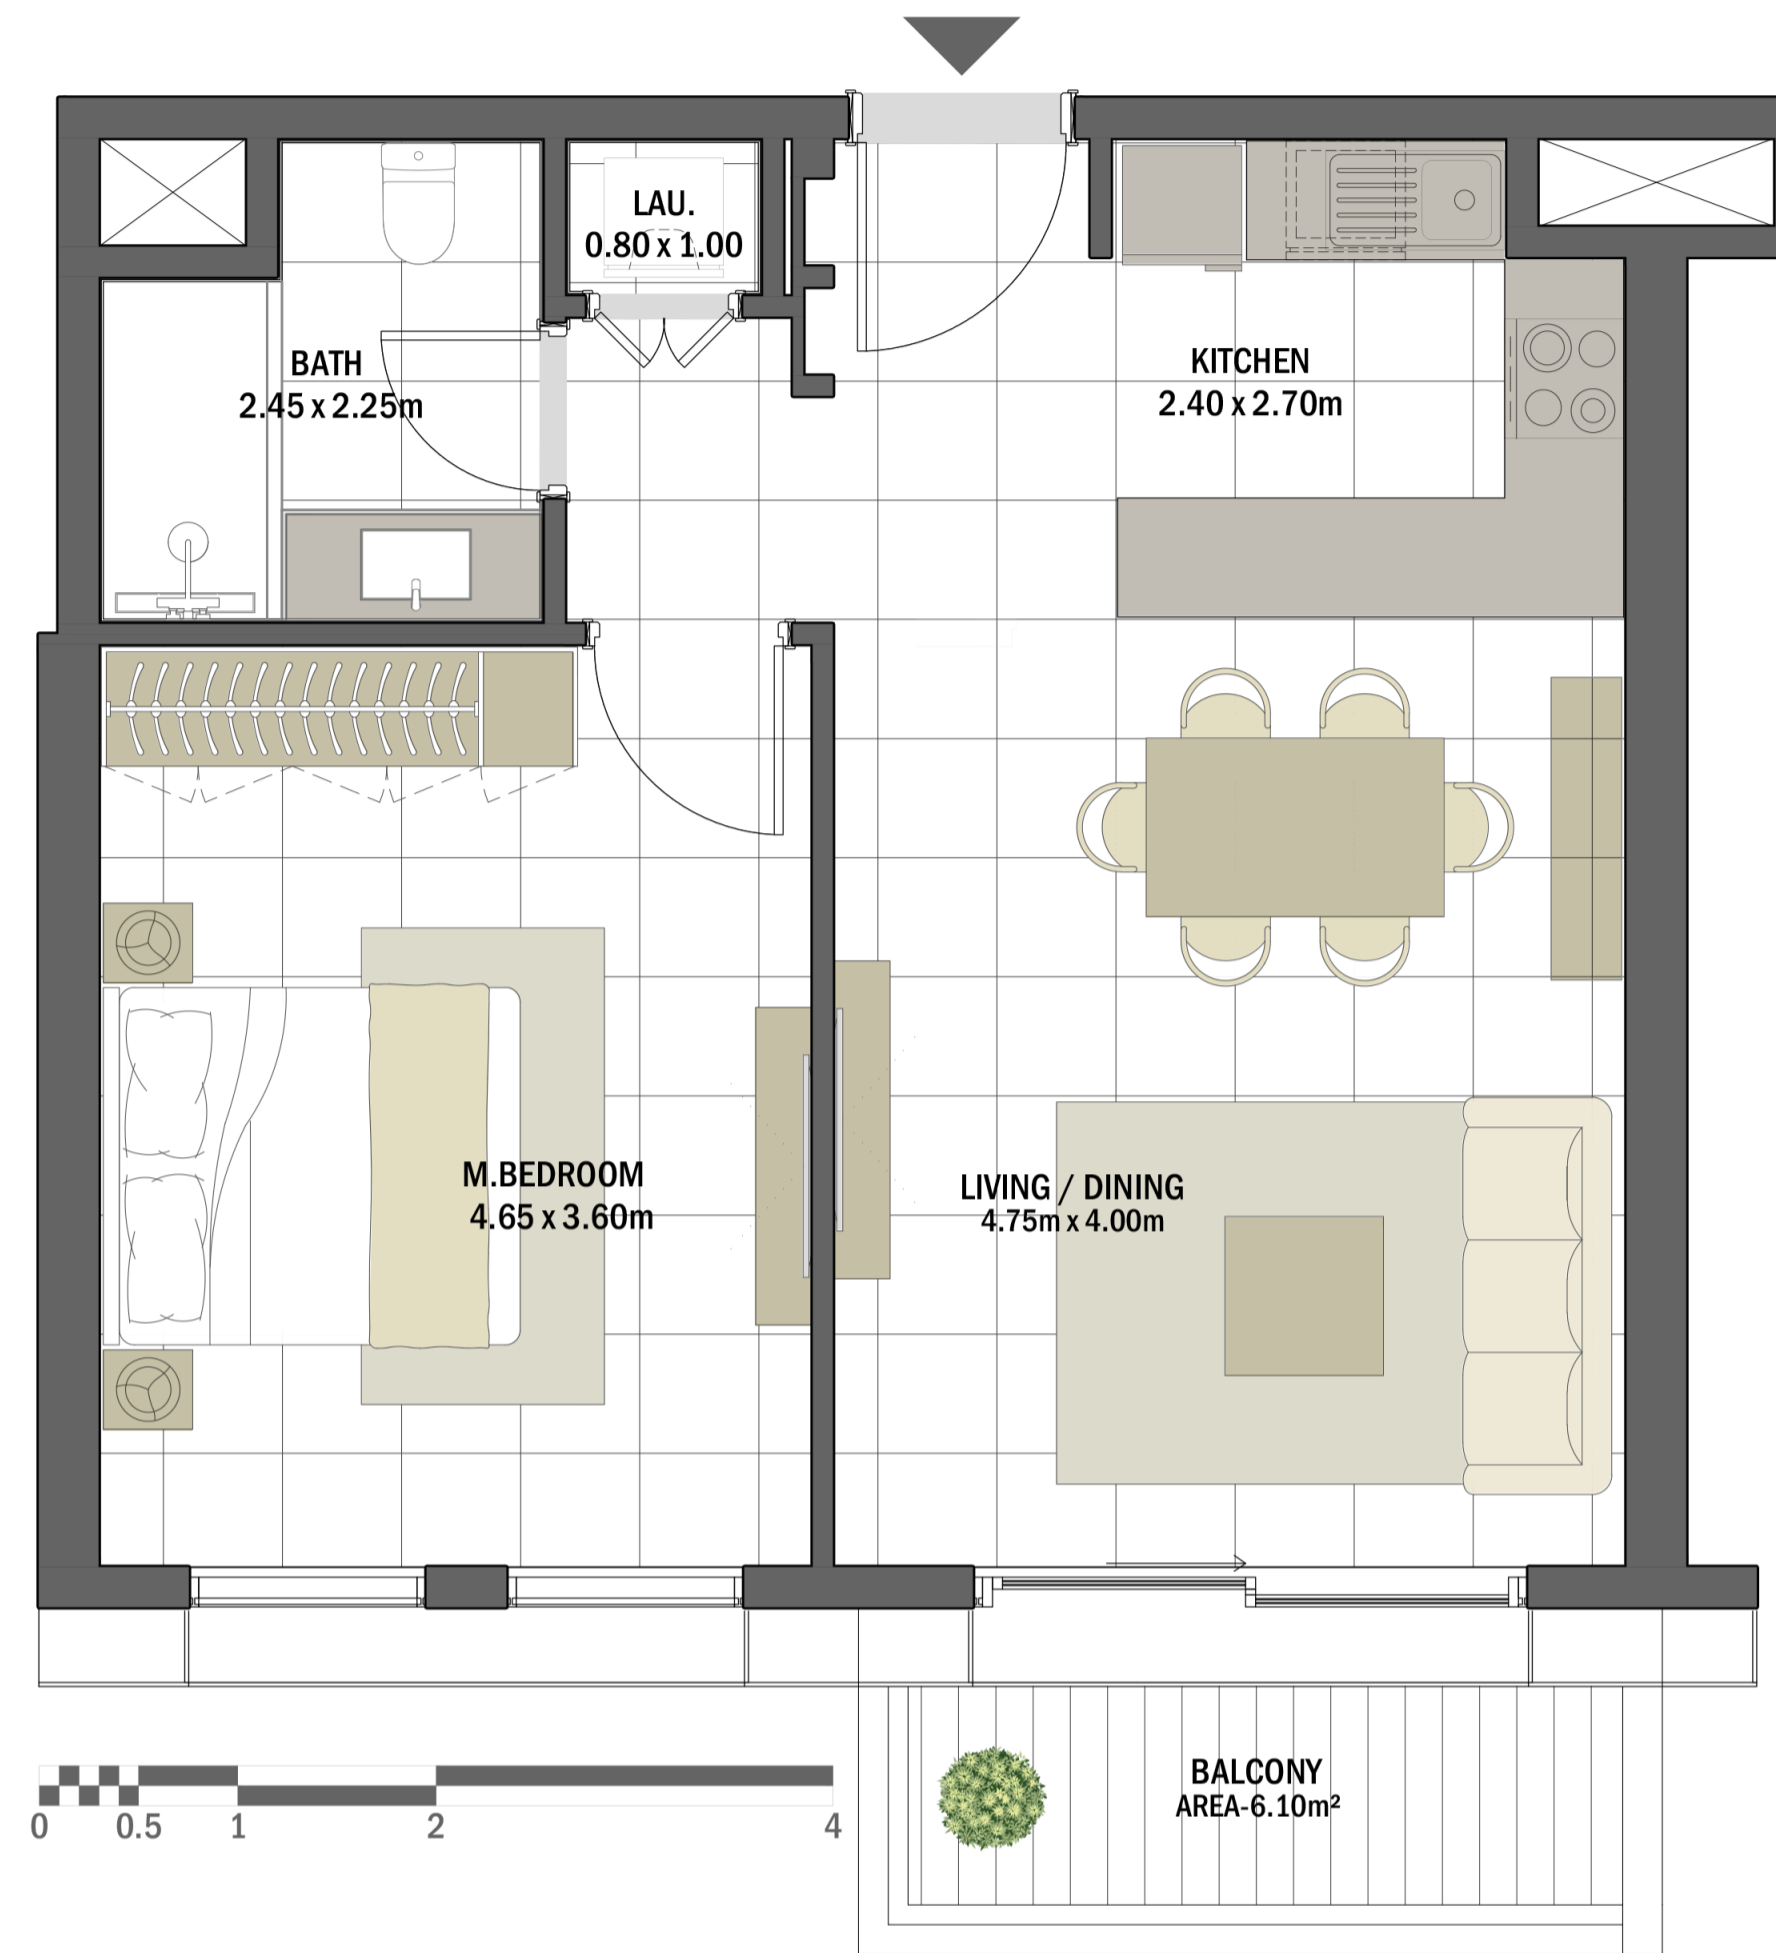 LAU.
0.80 x 1.00
BATH
2.45 x 2.25m
KITCHEN
2.40 x 2.70m
M.BEDROOM
4.65 x 3.60m
LIVING / DINING
4.75m x 4.00m
BALCONY
AREA-6.10m²
0 0.5 1 2 4